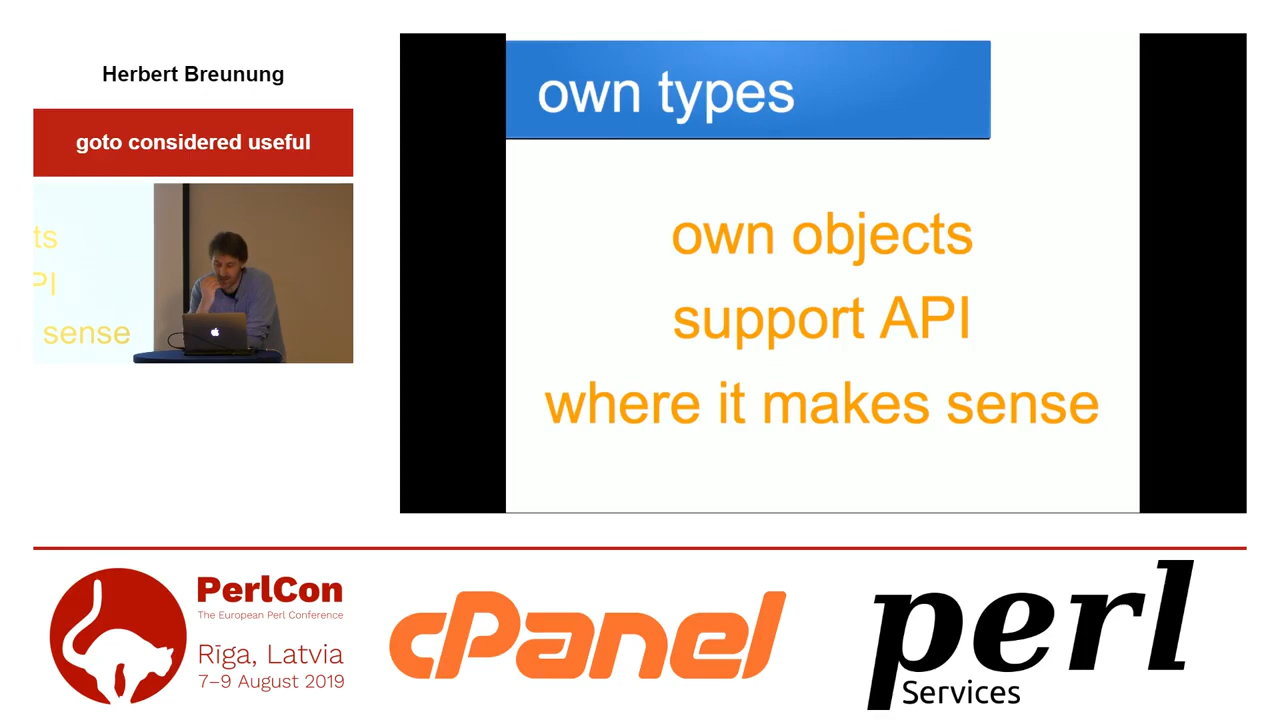 Herbert Breunung
goto considered useful
ts
PI
sense
own types
own objects
support API
where it makes sense
PerlCon
The European Perl Conference
Rīga, Latvia
7–9 August 2019
cPanel
perl
Services